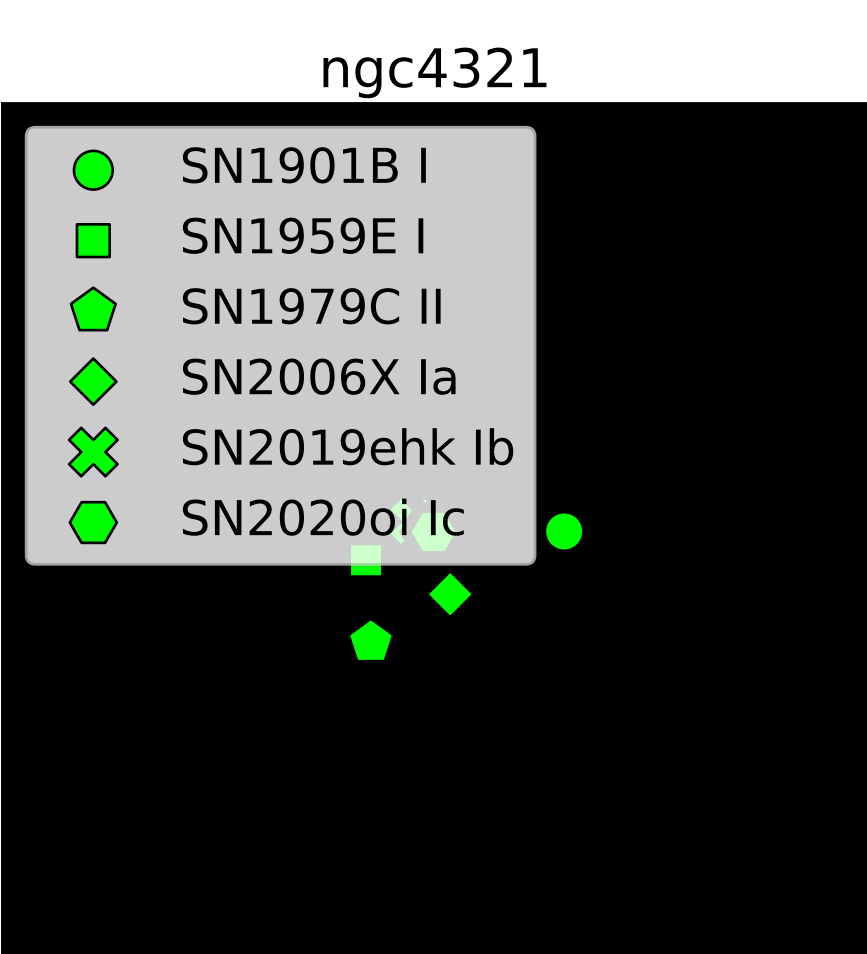 ngc4321
SN1901B I
SN1959E I
SN1979C II
SN2006X Ia
SN2019ehk Ib
SN2020oi Ic